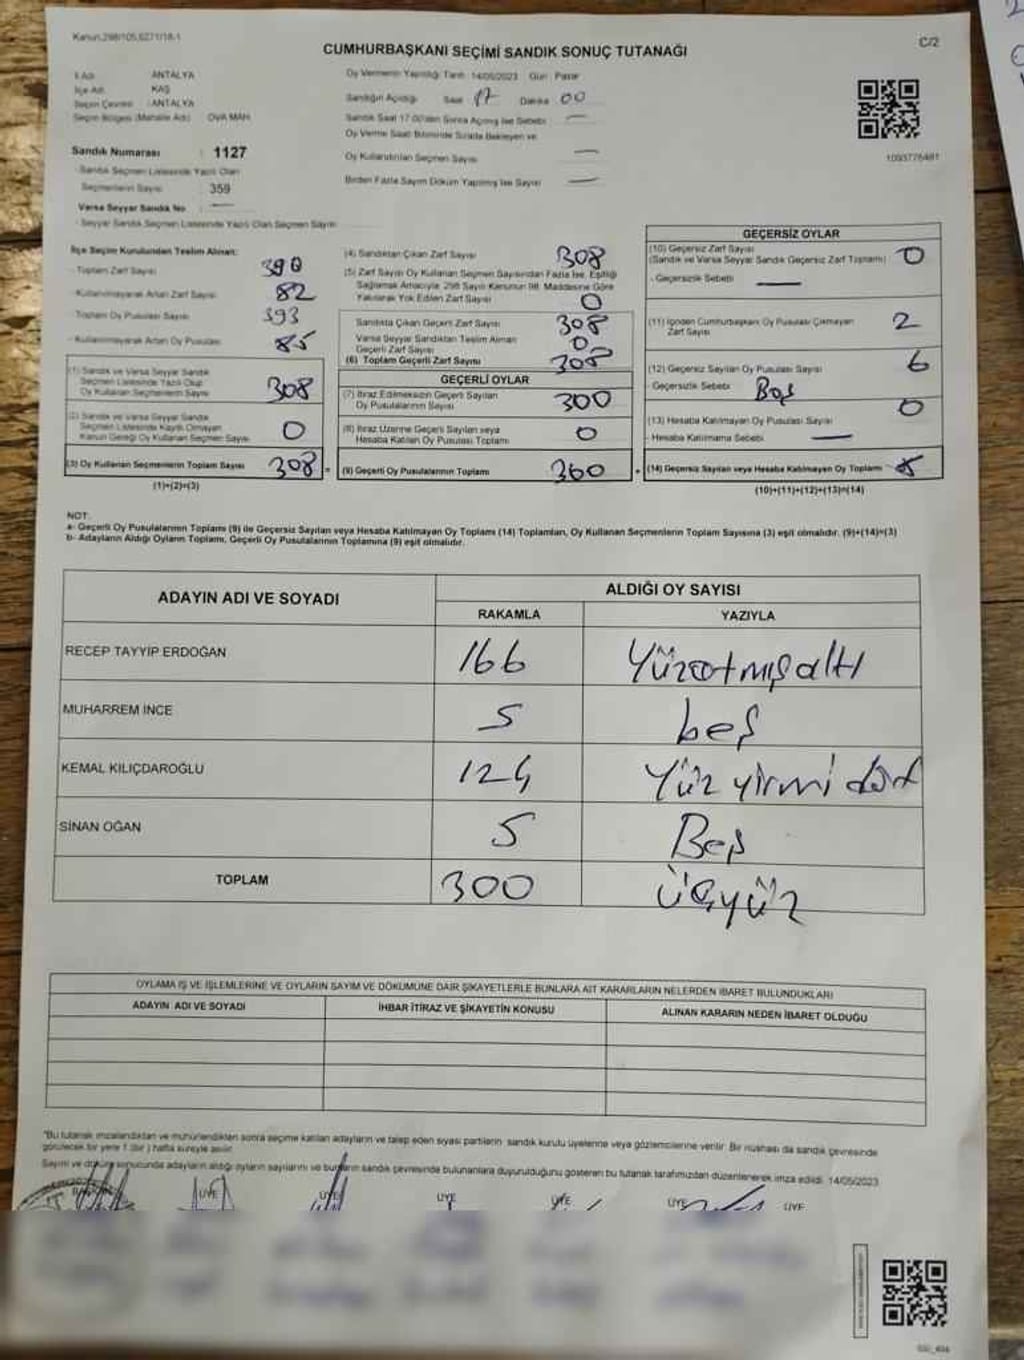 Kanun:298/105,6271/18-1
CUMHURBAŞKANI SEÇİMİ SANDIK SONUÇ TUTANAĞI
C/2
İl Adı : ANTALYA
İlçe Adı : KAŞ
Seçim Çevresi : ANTALYA
Seçim Bölgesi (Mahalle Adı) : OVA MAH
Sandık Numarası : 1127
- Sandık Seçmen Listesinde Yazılı Olan
Seçmenlerin Sayısı : 359
Varsa Seyyar Sandık No : —
- Seyyar Sandık Seçmen Listesinde Yazılı Olan Seçmen Sayısı :
Oy Vermenin Yapıldığı Tarih: 14/05/2023 Gün : Pazar
Sandığın Açıldığı Saat 17 Dakika 00
Sandık Saat 17.00'den Sonra Açılmış İse Sebebi : —
Oy Verme Saati Bitiminde Sırada Bekleyen ve
Oy Kullandırılan Seçmen Sayısı : —
Birden Fazla Sayım Döküm Yapılmış İse Sayısı : —
İlçe Seçim Kurulundan Teslim Alınan:
- Toplam Zarf Sayısı 390
- Kullanılmayarak Artan Zarf Sayısı 82
- Toplam Oy Pusulası Sayısı 393
- Kullanılmayarak Artan Oy Pusulası 85
(1) Sandık ve Varsa Seyyar Sandık
Seçmen Listesinde Yazılı Olup
Oy Kullanan Seçmenlerin Sayısı 308
(2) Sandık ve Varsa Seyyar Sandık
Seçmen Listesinde Kaydı Olmayan
Kanun Gereği Oy Kullanan Seçmen Sayısı 0
(3) Oy Kullanan Seçmenlerin Toplam Sayısı 308 =
(1)+(2)=(3)
(4) Sandıktan Çıkan Zarf Sayısı 308
(5) Zarf Sayısı Oy Kullanan Seçmen Sayısından Fazla İse, Eşitliği
Sağlamak Amacıyla 298 Sayılı Kanunun 98. Maddesine Göre
Yakılarak Yok Edilen Zarf Sayısı 0
Sandıkta Çıkan Geçerli Zarf Sayısı 308
Varsa Seyyar Sandıktan Teslim Alınan
Geçerli Zarf Sayısı 0
(6) Toplam Geçerli Zarf Sayısı 308
GEÇERLİ OYLAR
(7) İtiraz Edilmeksizin Geçerli Sayılan
Oy Pusulalarının Sayısı 300
(8) İtiraz Üzerine Geçerli Sayılan veya
Hesaba Katılan Oy Pusulası Toplamı 0
(9) Geçerli Oy Pusulalarının Toplamı 300 +
GEÇERSİZ OYLAR
(10) Geçersiz Zarf Sayısı
(Sandık ve Varsa Seyyar Sandık Geçersiz Zarf Toplamı) 0
- Geçersizlik Sebebi : —
(11) İçinden Cumhurbaşkanı Oy Pusulası Çıkmayan
Zarf Sayısı 2
(12) Geçersiz Sayılan Oy Pusulası Sayısı 6
- Geçersizlik Sebebi : Boş
(13) Hesaba Katılmayan Oy Pusulası Sayısı 0
- Hesaba Katılmama Sebebi : —
(14) Geçersiz Sayılan veya Hesaba Katılmayan Oy Toplamı 8
(10)+(11)+(12)+(13)=(14)
NOT:
a- Geçerli Oy Pusulalarının Toplamı (9) ile Geçersiz Sayılan veya Hesaba Katılmayan Oy Toplamı (14) Toplamları, Oy Kullanan Seçmenlerin Toplam Sayısına (3) eşit olmalıdır. (9)+(14)=(3)
b- Adayların Aldığı Oyların Toplamı, Geçerli Oy Pusulalarının Toplamına (9) eşit olmalıdır.
ADAYIN ADI VE SOYADI
ALDIĞI OY SAYISI
RAKAMLA YAZIYLA
RECEP TAYYİP ERDOĞAN 166 Yüzatmışaltı
MUHARREM İNCE 5 beş
KEMAL KILIÇDAROĞLU 124 Yüz yirmi dört
SİNAN OĞAN 5 Beş
TOPLAM 300 üçyüz
OYLAMA İŞ VE İŞLEMLERİNE VE OYLARIN SAYIM VE DÖKÜMÜNE DAİR ŞİKAYETLERLE BUNLARA AİT KARARLARIN NELERDEN İBARET BULUNDUKLARI
ADAYIN ADI VE SOYADI
İHBAR İTİRAZ VE ŞİKAYETİN KONUSU
ALINAN KARARIN NEDEN İBARET OLDUĞU
"Bu tutanak imzalandıktan ve mühürlendikten sonra seçime katılan adayların ve talep eden siyasi partilerin sandık kurulu üyelerine veya gözlemcilerine verilir. Bir nüshası da sandık çevresinde
görülecek bir yere 1 (bir) hafta süreyle asılır.
Sayım ve döküm sonucunda adayların aldığı oyların sayılarını ve bunların sandık çevresinde bulunanlara duyurulduğunu gösteren bu tutanak tarafımızdan düzenlenerek imza edildi. 14/05/2023
BAŞKAN ÜYE ÜYE ÜYE ÜYE ÜYE ÜYE